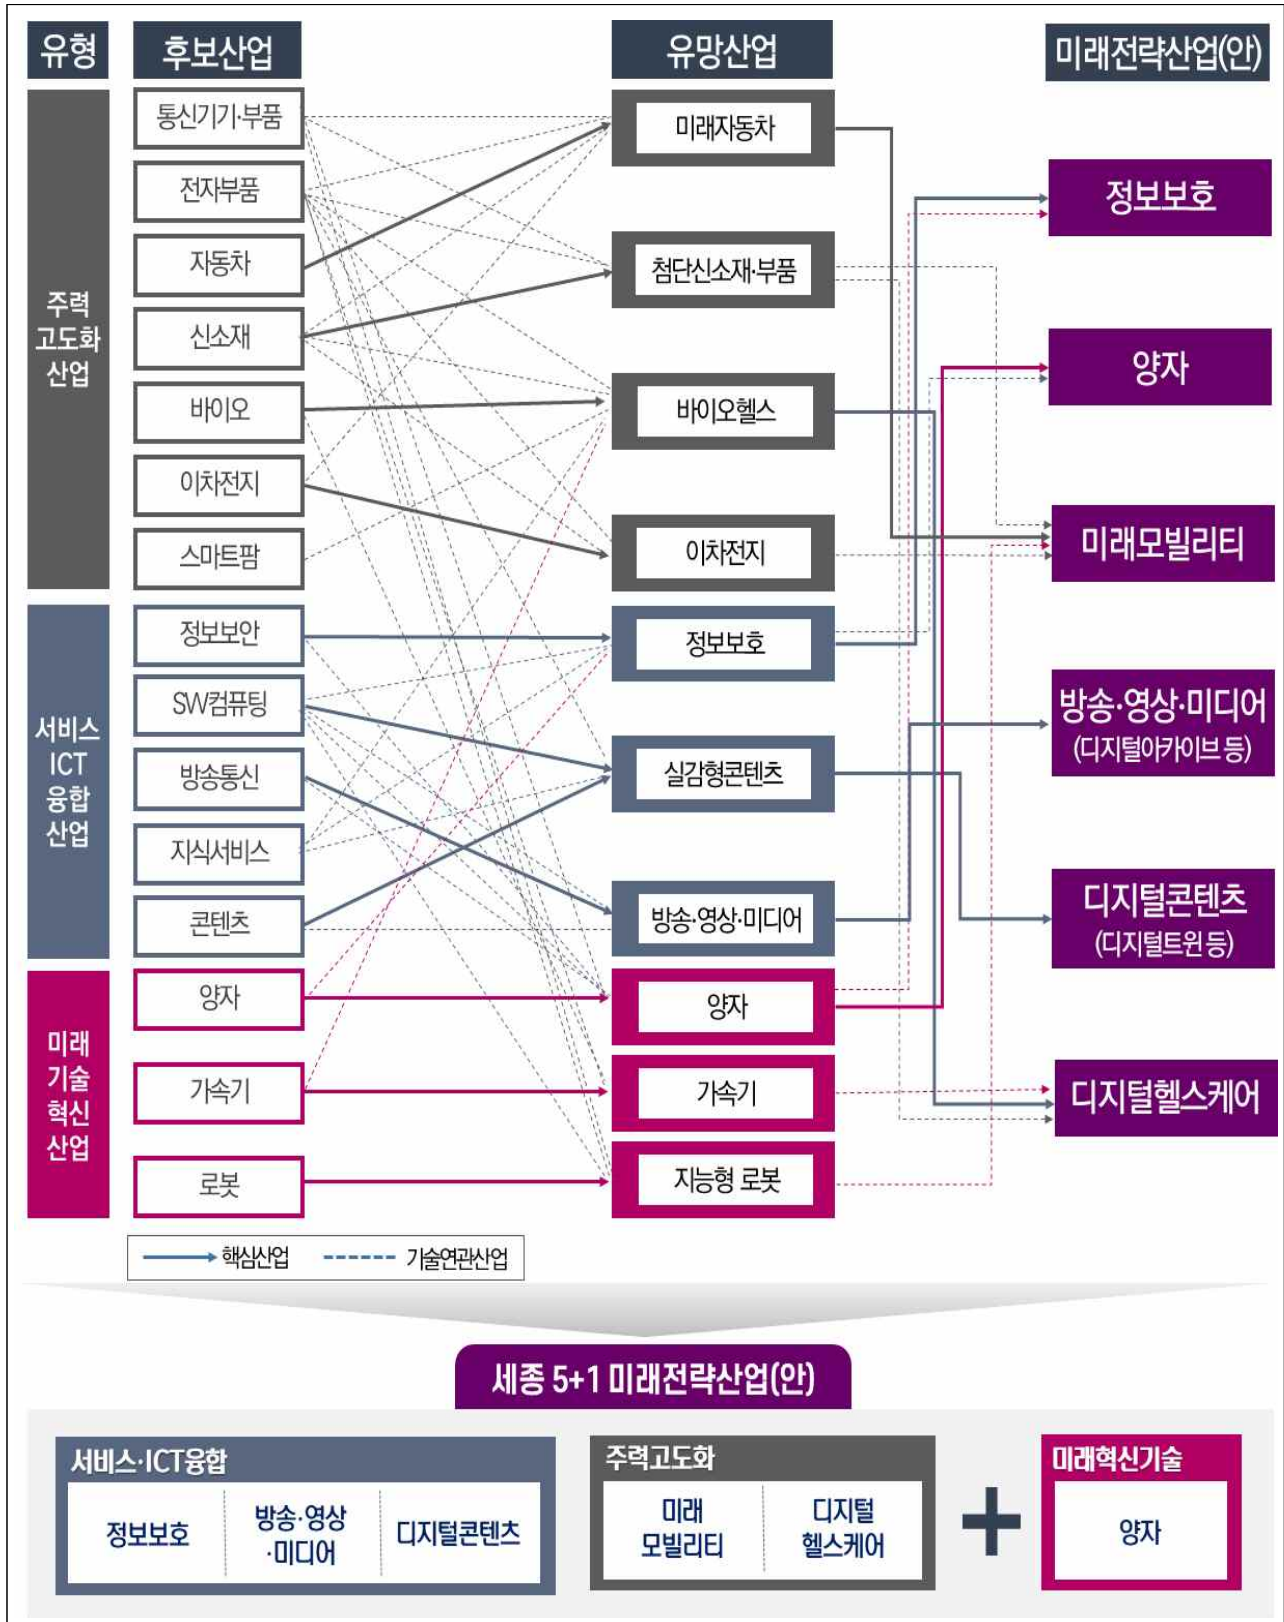 유형
후보산업
유망산업
미래전략산업(안)
주력
고도화
산업
통신기기·부품
전자부품
자동차
신소재
바이오
이차전지
스마트팜
미래자동차
첨단신소재·부품
바이오헬스
이차전지
서비스
ICT
융합
산업
정보보안
SW컴퓨팅
방송통신
지식서비스
콘텐츠
정보보호
실감형콘텐츠
방송·영상·미디어
미래
기술
혁신
산업
양자
가속기
로봇
양자
가속기
지능형 로봇
정보보호
양자
미래모빌리티
방송·영상·미디어
(디지털아카이브 등)
디지털콘텐츠
(디지털트윈 등)
디지털헬스케어
핵심산업
기술연관산업
세종 5+1 미래전략산업(안)
서비스·ICT융합
정보보호
방송·영상
·미디어
디지털콘텐츠
주력고도화
미래
모빌리티
디지털
헬스케어
+
미래혁신기술
양자